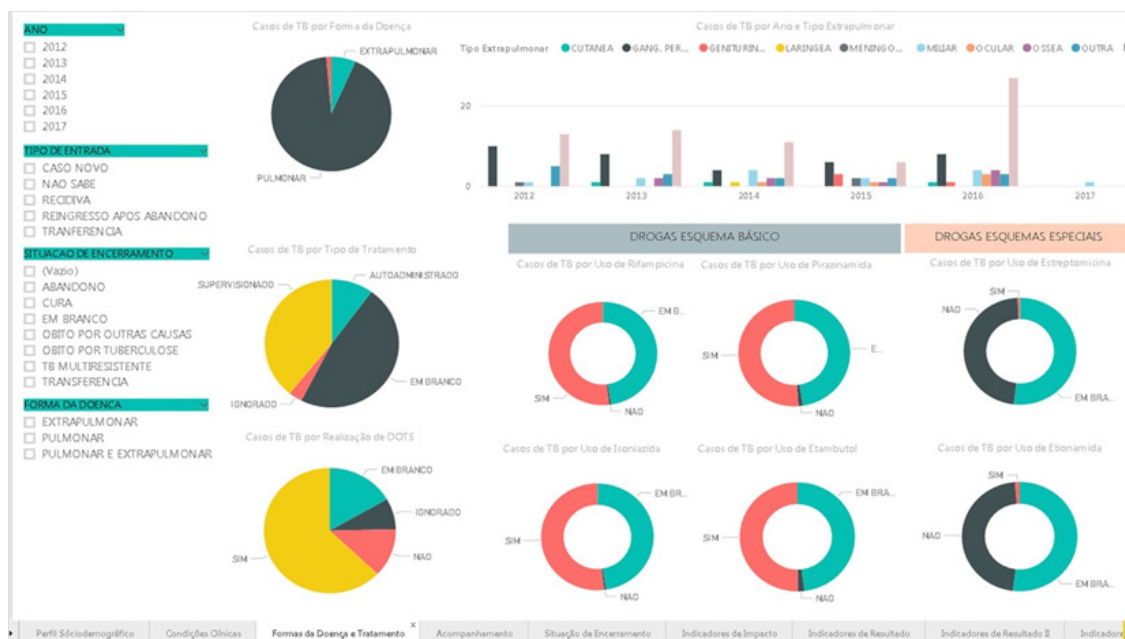 ANO
2012
2013
2014
2015
2016
2017
TIPO DE ENTRADA
CASO NOVO
NAO SABE
RECIDIVA
REINGRESSO APOS ABANDONO
TRANFERENCIA
SITUACAO DE ENCERRAMENTO
(Vazio)
ABANDONO
CURA
EM BRANCO
OBITO POR OUTRAS CAUSAS
OBITO POR TUBERCULOSE
TB MULTIRESISTENTE
TRANSFERENCIA
FORMA DA DOENCA
EXTRAPULMONAR
PULMONAR
PULMONAR E EXTRAPULMONAR
Casos de TB por Forma da Doença
EXTRAPULMONAR
PULMONAR
Casos de TB por Tipo de Tratamento
AUTOADMINISTRADO
SUPERVISIONADO
EM BRANCO
IGNORADO
Casos de TB por Realização de DOTS
EM BRANCO
IGNORADO
NAO
SIM
Casos de TB por Ano e Tipo Extrapulmonar
Tipo Extrapulmonar CUTANEA GANG. PER... GENITURIN... LARINGEA MENINGO... MILIAR OCULAR OSSEA OUTRA
20
0
2012 2013 2014 2015 2016 2017
DROGAS ESQUEMA BÁSICO
DROGAS ESQUEMAS ESPECIAIS
Casos de TB por Uso de Rifampicina
EM B...
SIM
NAO
Casos de TB por Uso de Pirazinamida
SIM
E...
NAO
Casos de TB por Uso de Estreptomicina
SIM
NAO
EM BRA...
Casos de TB por Uso de Isoniazida
EM BR...
SIM
NAO
Casos de TB por Uso de Etambutol
EM BRA...
SIM
NAO
Casos de TB por Uso de Etionamida
SIM
NAO
EM BRA...
Perfil Sóciodemográfico Condições Clínicas Formas da Doença e Tratamento x Acompanhamento Situação de Encerramento Indicadores de Impacto Indicadores de Resultado Indicadores de Resultado II Indicadore